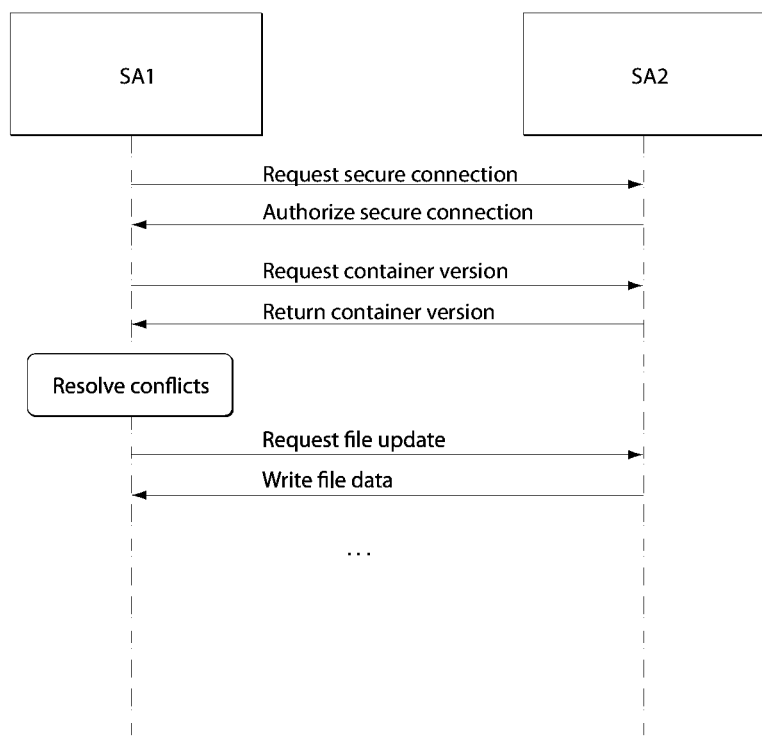 SA1
SA2
Request secure connection
Authorize secure connection
Request container version
Return container version
Resolve conflicts
Request file update
Write file data
...